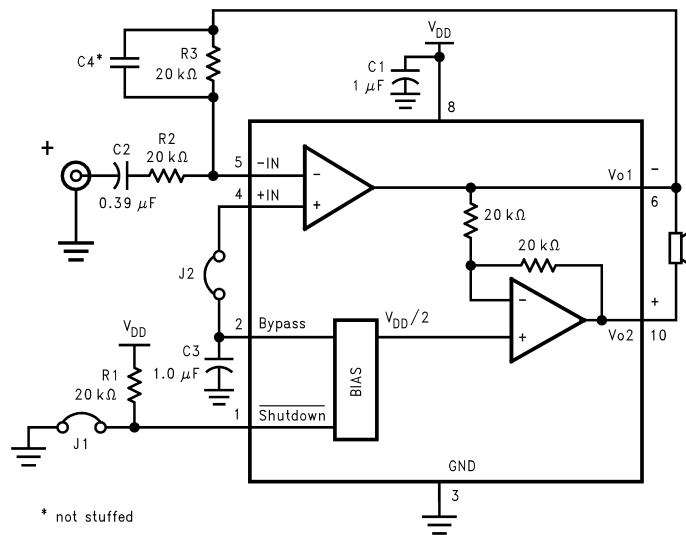 V_DD
C4*
R3
20 kΩ
C1
1 µF
8
+
C2
R2
20 kΩ
0.39 µF
5
-IN
4
+IN
-
+
Vo1
-
6
20 kΩ
20 kΩ
J2
2
Bypass
V_DD/2
-
+
+
Vo2
10
V_DD
C3
1.0 µF
BIAS
R1
20 kΩ
1
Shutdown
J1
GND
3
* not stuffed